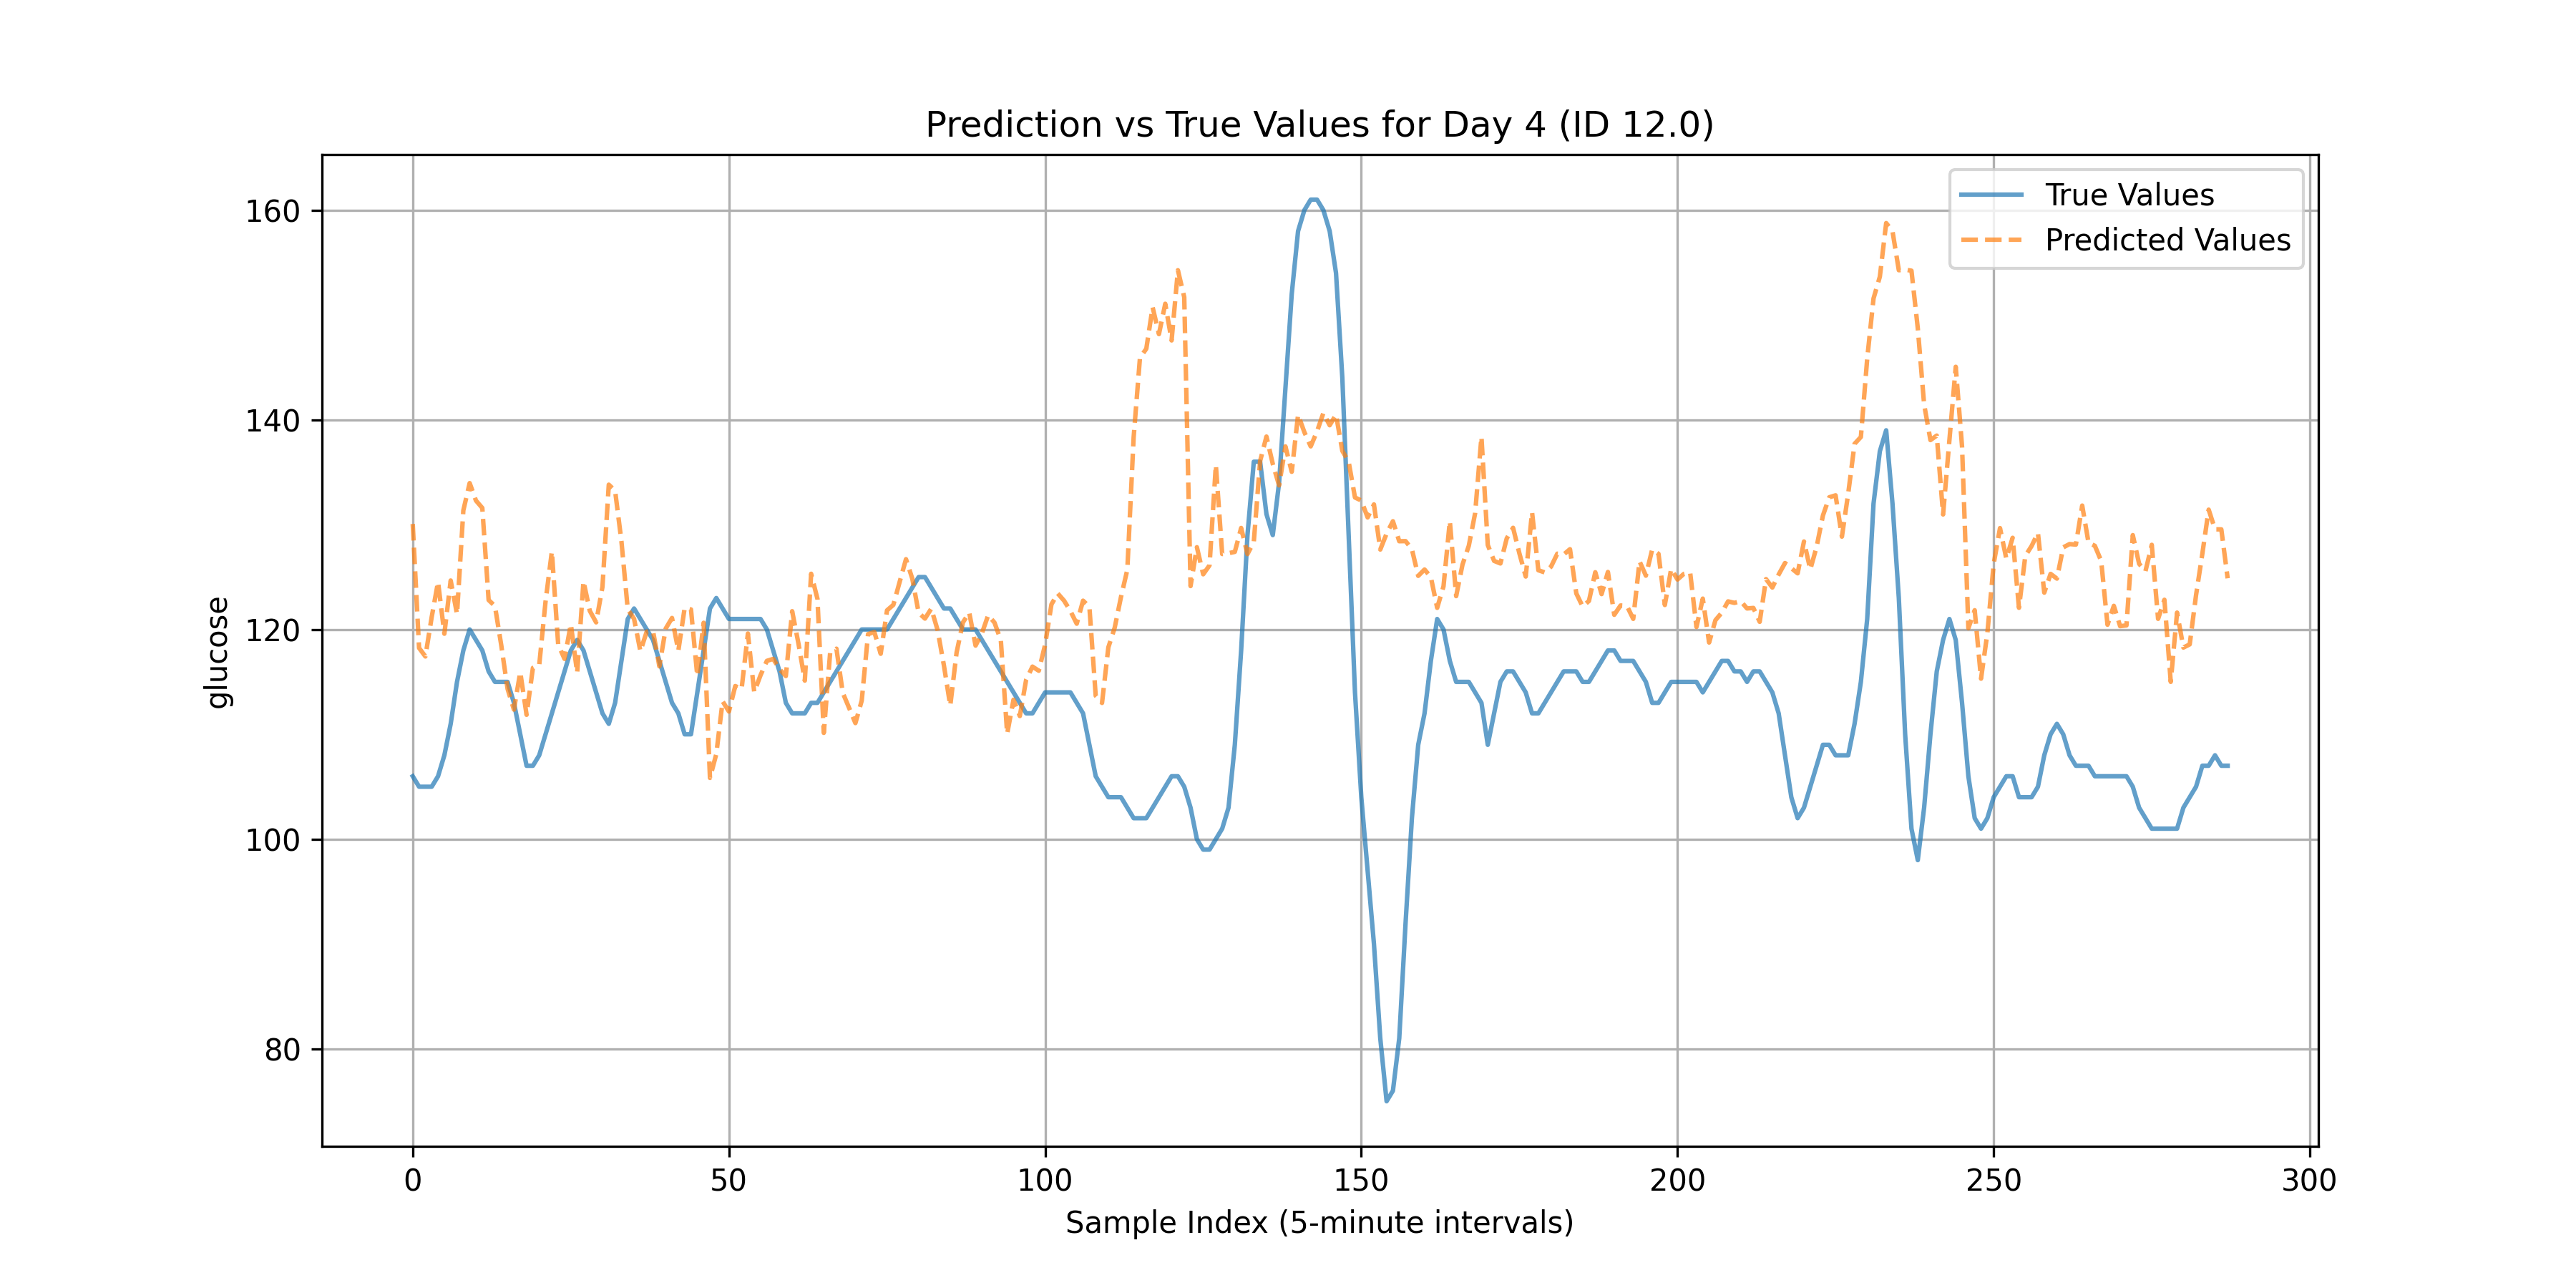 Prediction vs True Values for Day 4 (ID 12.0)
True Values
Predicted Values
160
140
120
100
80
glucose
0 50 100 150 200 250 300
Sample Index (5-minute intervals)